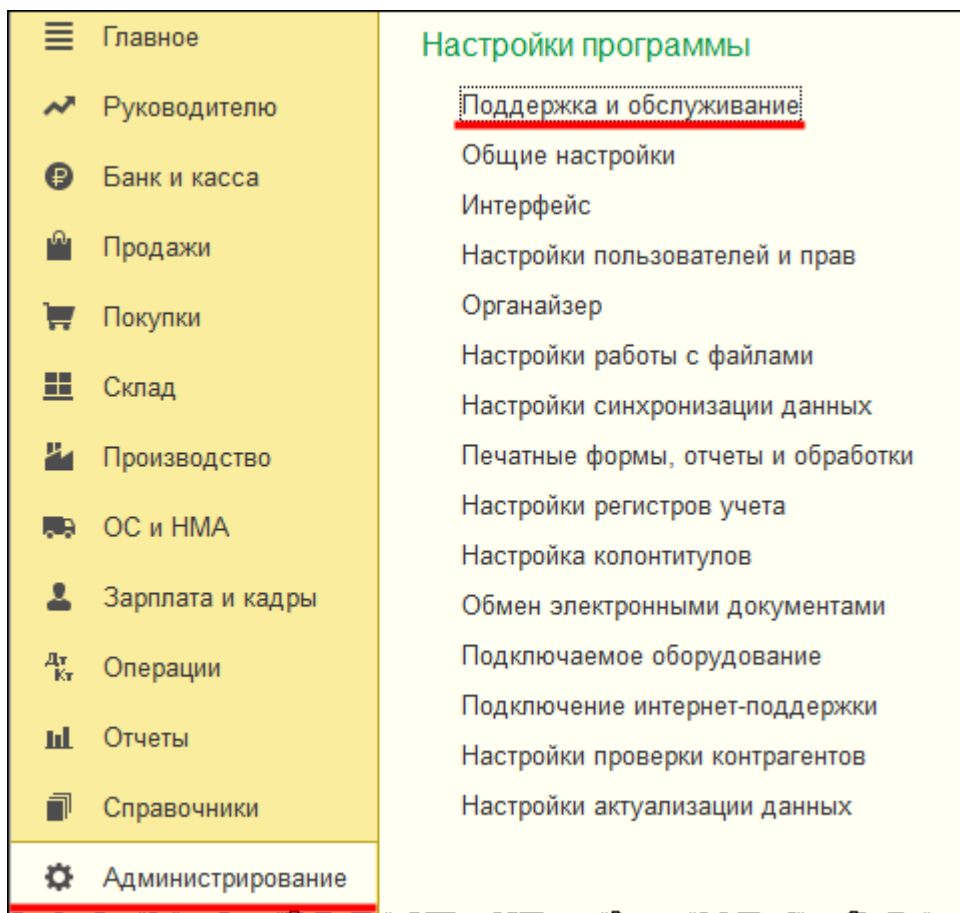 Главное
Руководителю
Банк и касса
Продажи
Покупки
Склад
Производство
ОС и НМА
Зарплата и кадры
Дт Кт Операции
Отчеты
Справочники
Администрирование
Настройки программы
Поддержка и обслуживание
Общие настройки
Интерфейс
Настройки пользователей и прав
Органайзер
Настройки работы с файлами
Настройки синхронизации данных
Печатные формы, отчеты и обработки
Настройки регистров учета
Настройка колонтитулов
Обмен электронными документами
Подключаемое оборудование
Подключение интернет-поддержки
Настройки проверки контрагентов
Настройки актуализации данных